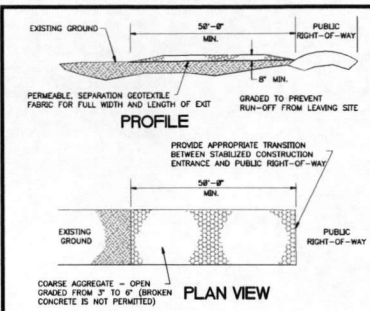 EXISTING GROUND
50'-0"
MIN.
PUBLIC
RIGHT-OF-WAY
8" MIN.
PERMEABLE, SEPARATION GEOTEXTILE
FABRIC FOR FULL WIDTH AND LENGTH OF EXIT
GRADED TO PREVENT
RUN-OFF FROM LEAVING SITE
PROFILE
PROVIDE APPROPRIATE TRANSITION
BETWEEN STABILIZED CONSTRUCTION
ENTRANCE AND PUBLIC RIGHT-OF-WAY
50'-0"
MIN.
EXISTING
GROUND
PUBLIC
RIGHT-OF-WAY
COARSE AGGREGATE - OPEN
GRADED FROM 3" TO 6" (BROKEN
CONCRETE IS NOT PERMITTED)
PLAN VIEW